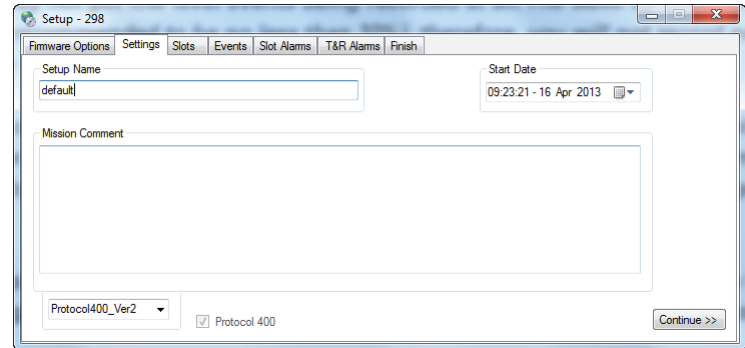 Setup - 298
Firmware Options Settings Slots Events Slot Alarms T&R Alarms Finish
Setup Name
default
Start Date
09:23:21 - 16 Apr 2013
Mission Comment
Protocol400_Ver2
Protocol 400
Continue >>